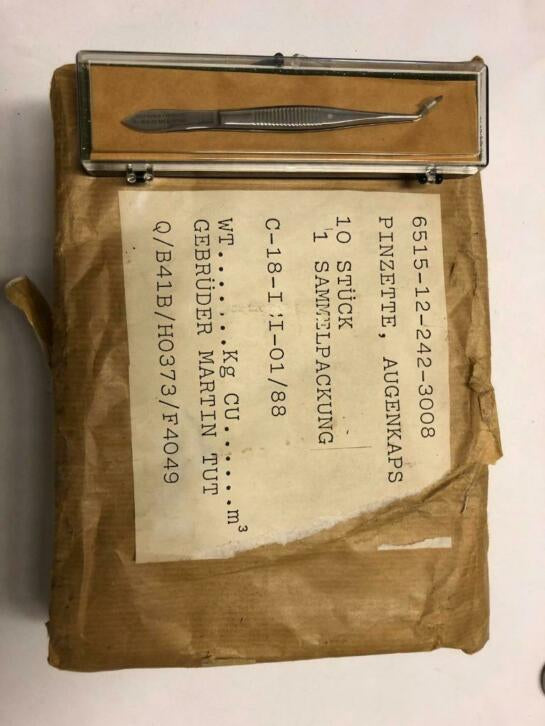 6515-12-242-3008
PINZETTE, AUGENKAPS
10 STÜCK
1 SAMMELPACKUNG
C-18-I I-01/88
WT........Kg CU.......m³
GEBRÜDER MARTIN TUT
Q/B41B/H0373/F4049